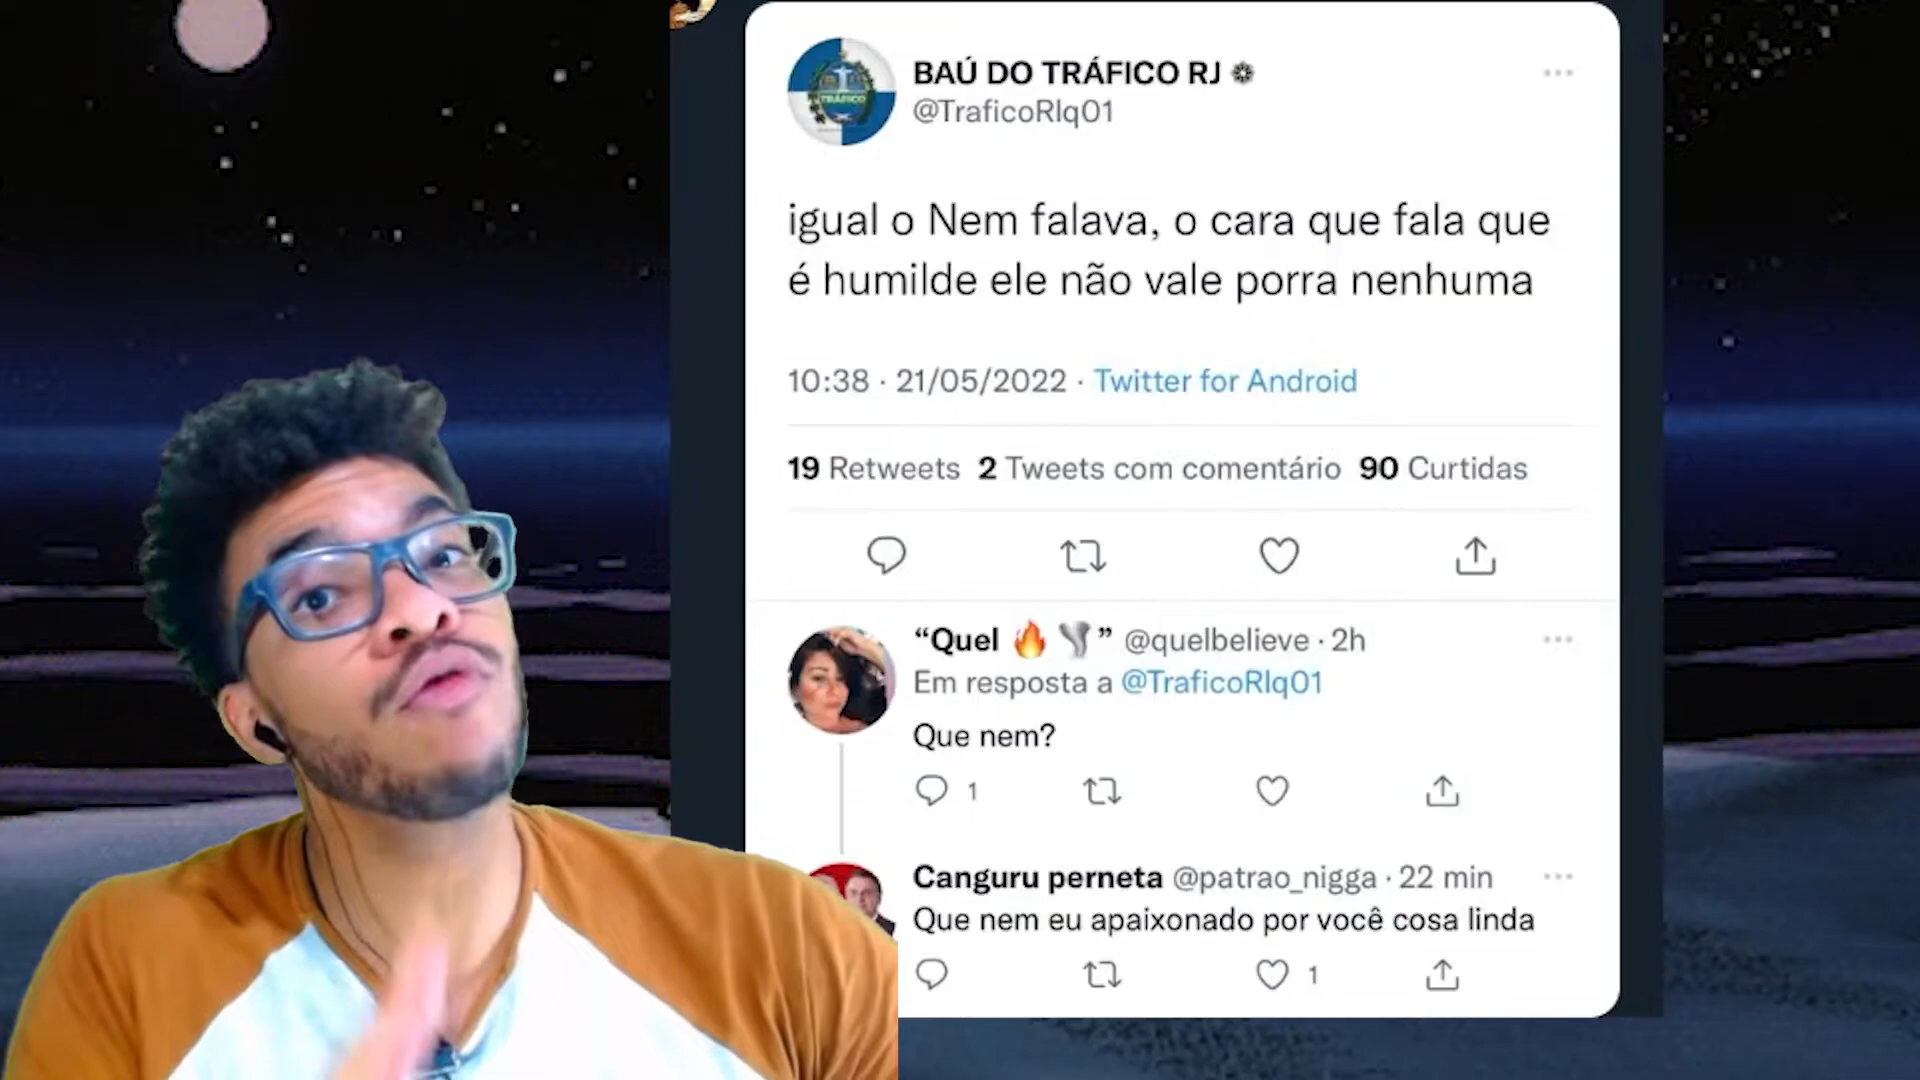 TRÁFICO
BAÚ DO TRÁFICO RJ
@TraficoRlq01
igual o Nem falava, o cara que fala que
é humilde ele não vale porra nenhuma
10:38 · 21/05/2022 · Twitter for Android
19 Retweets 2 Tweets com comentário 90 Curtidas
“Quel 🔥🌪️” @quelbelieve · 2h
Em resposta a @TraficoRlq01
Que nem?
1
Canguru perneta @patrao_nigga · 22 min
Que nem eu apaixonado por você cosa linda
1